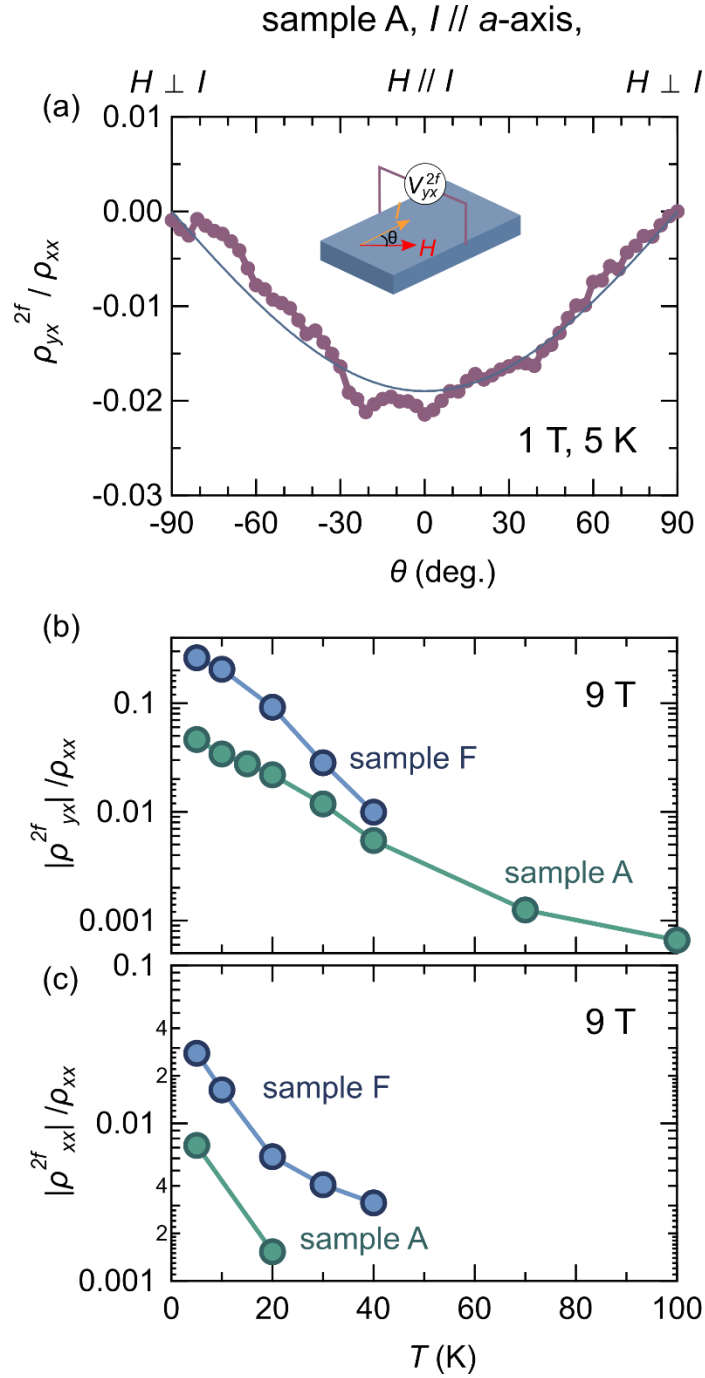 sample A, I // a-axis,
H ⊥ I H // I H ⊥ I
(a)
0.01
0.00
-0.01
-0.02
-0.03
ρyx2f / ρxx
Vyx2f
I
θ
H
1 T, 5 K
-90 -60 -30 0 30 60 90
θ (deg.)
(b)
9 T
0.1
0.01
0.001
|ρ2fyx| /ρxx
sample F
sample A
(c)
9 T
0.1
4
2
0.01
4
2
0.001
|ρ2fxx| /ρxx
sample F
sample A
0 20 40 60 80 100
T (K)